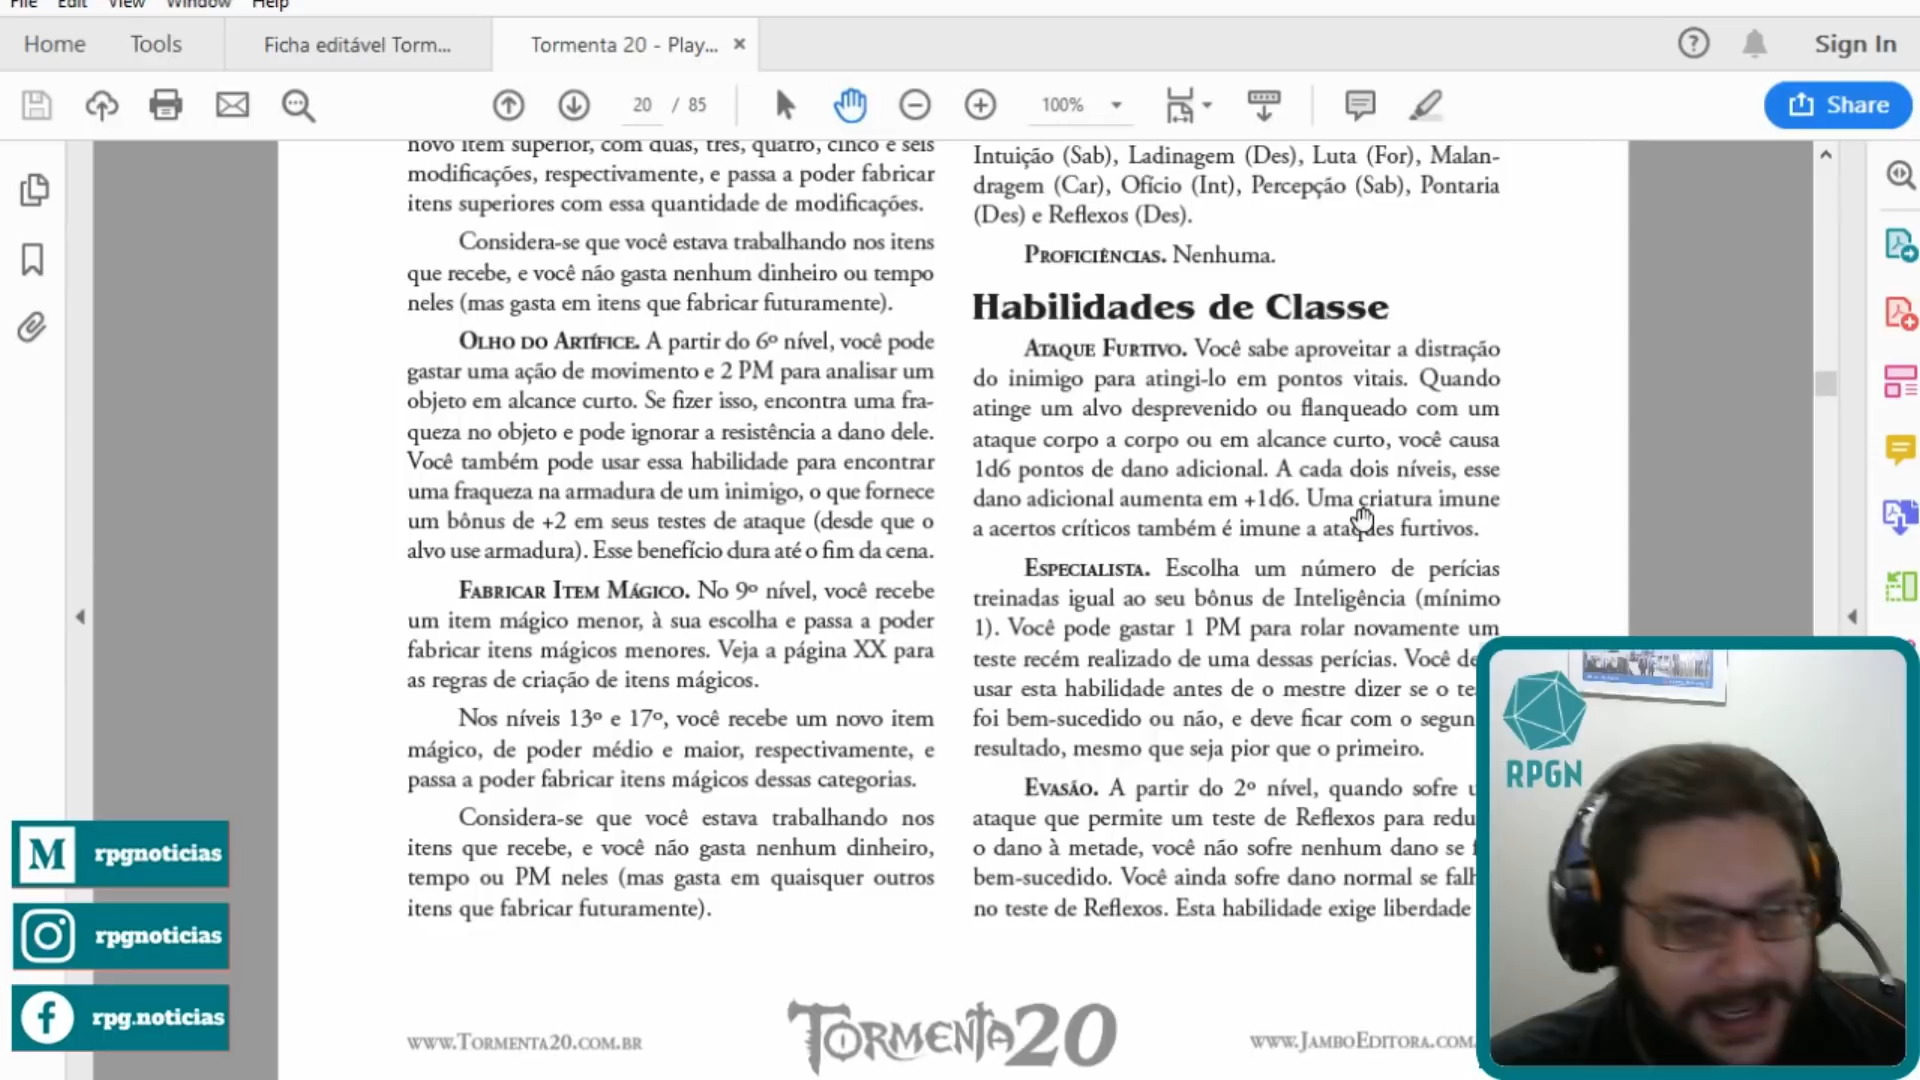 File Edit View Window Help
Home Tools Ficha editável Torm... Tormenta 20 - Play... ×
Sign In
20 / 85
100%
Share
novo item superior, com duas, três, quatro, cinco e seis
modificações, respectivamente, e passa a poder fabricar
itens superiores com essa quantidade de modificações.
Considera-se que você estava trabalhando nos itens
que recebe, e você não gasta nenhum dinheiro ou tempo
neles (mas gasta em itens que fabricar futuramente).
Olho do Artífice. A partir do 6º nível, você pode
gastar uma ação de movimento e 2 PM para analisar um
objeto em alcance curto. Se fizer isso, encontra uma fra-
queza no objeto e pode ignorar a resistência a dano dele.
Você também pode usar essa habilidade para encontrar
uma fraqueza na armadura de um inimigo, o que fornece
um bônus de +2 em seus testes de ataque (desde que o
alvo use armadura). Esse benefício dura até o fim da cena.
Fabricar Item Mágico. No 9º nível, você recebe
um item mágico menor, à sua escolha e passa a poder
fabricar itens mágicos menores. Veja a página XX para
as regras de criação de itens mágicos.
Nos níveis 13º e 17º, você recebe um novo item
mágico, de poder médio e maior, respectivamente, e
passa a poder fabricar itens mágicos dessas categorias.
Considera-se que você estava trabalhando nos
itens que recebe, e você não gasta nenhum dinheiro,
tempo ou PM neles (mas gasta em quaisquer outros
itens que fabricar futuramente).
Intuição (Sab), Ladinagem (Des), Luta (For), Malan-
dragem (Car), Ofício (Int), Percepção (Sab), Pontaria
(Des) e Reflexos (Des).
Proficiências. Nenhuma.
Habilidades de Classe
Ataque Furtivo. Você sabe aproveitar a distração
do inimigo para atingi-lo em pontos vitais. Quando
atinge um alvo desprevenido ou flanqueado com um
ataque corpo a corpo ou em alcance curto, você causa
1d6 pontos de dano adicional. A cada dois níveis, esse
dano adicional aumenta em +1d6. Uma criatura imune
a acertos críticos também é imune a ataques furtivos.
Especialista. Escolha um número de perícias
treinadas igual ao seu bônus de Inteligência (mínimo
1). Você pode gastar 1 PM para rolar novamente um
teste recém realizado de uma dessas perícias. Você de
usar esta habilidade antes de o mestre dizer se o te
foi bem-sucedido ou não, e deve ficar com o segun
resultado, mesmo que seja pior que o primeiro.
Evasão. A partir do 2º nível, quando sofre u
ataque que permite um teste de Reflexos para redu
o dano à metade, você não sofre nenhum dano se f
bem-sucedido. Você ainda sofre dano normal se falh
no teste de Reflexos. Esta habilidade exige liberdade
www.Tormenta20.com.br
Tormenta20
www.JamboEditora.com.
M rpgnoticias
rpgnoticias
f rpg.noticias
RPGN